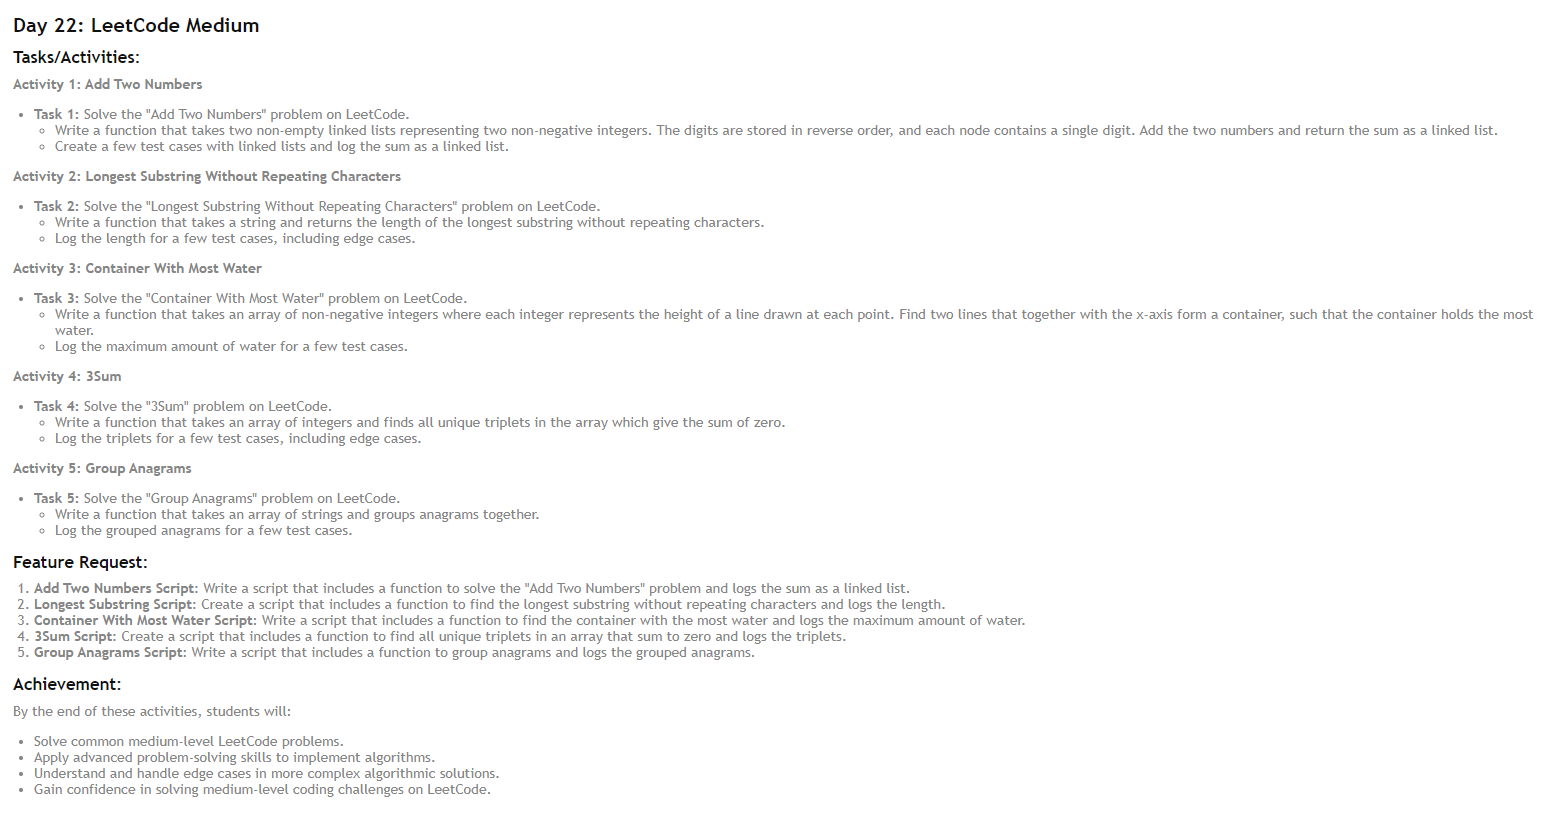 Day 22: LeetCode Medium
Tasks/Activities:
Activity 1: Add Two Numbers
• Task 1: Solve the "Add Two Numbers" problem on LeetCode.
◦ Write a function that takes two non-empty linked lists representing two non-negative integers. The digits are stored in reverse order, and each node contains a single digit. Add the two numbers and return the sum as a linked list.
◦ Create a few test cases with linked lists and log the sum as a linked list.
Activity 2: Longest Substring Without Repeating Characters
• Task 2: Solve the "Longest Substring Without Repeating Characters" problem on LeetCode.
◦ Write a function that takes a string and returns the length of the longest substring without repeating characters.
◦ Log the length for a few test cases, including edge cases.
Activity 3: Container With Most Water
• Task 3: Solve the "Container With Most Water" problem on LeetCode.
◦ Write a function that takes an array of non-negative integers where each integer represents the height of a line drawn at each point. Find two lines that together with the x-axis form a container, such that the container holds the most
water.
◦ Log the maximum amount of water for a few test cases.
Activity 4: 3Sum
• Task 4: Solve the "3Sum" problem on LeetCode.
◦ Write a function that takes an array of integers and finds all unique triplets in the array which give the sum of zero.
◦ Log the triplets for a few test cases, including edge cases.
Activity 5: Group Anagrams
• Task 5: Solve the "Group Anagrams" problem on LeetCode.
◦ Write a function that takes an array of strings and groups anagrams together.
◦ Log the grouped anagrams for a few test cases.
Feature Request:
1. Add Two Numbers Script: Write a script that includes a function to solve the "Add Two Numbers" problem and logs the sum as a linked list.
2. Longest Substring Script: Create a script that includes a function to find the longest substring without repeating characters and logs the length.
3. Container With Most Water Script: Write a script that includes a function to find the container with the most water and logs the maximum amount of water.
4. 3Sum Script: Create a script that includes a function to find all unique triplets in an array that sum to zero and logs the triplets.
5. Group Anagrams Script: Write a script that includes a function to group anagrams and logs the grouped anagrams.
Achievement:
By the end of these activities, students will:
• Solve common medium-level LeetCode problems.
• Apply advanced problem-solving skills to implement algorithms.
• Understand and handle edge cases in more complex algorithmic solutions.
• Gain confidence in solving medium-level coding challenges on LeetCode.